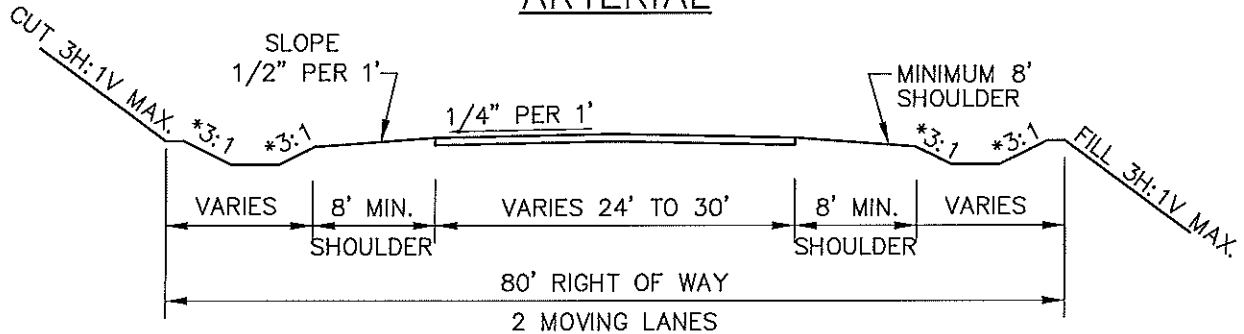 ARTERIAL
CUT 3H:1V MAX.
SLOPE
1/2" PER 1'
MINIMUM 8'
SHOULDER
1/4" PER 1'
*3:1
*3:1
*3:1
*3:1
FILL 3H:1V MAX.
VARIES
8' MIN.
SHOULDER
VARIES 24' TO 30'
8' MIN.
SHOULDER
VARIES
80' RIGHT OF WAY
2 MOVING LANES